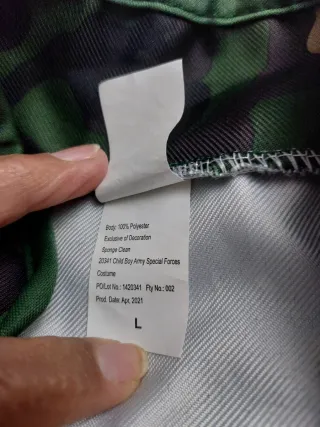 Body: 100% Polyester
Exclusive of Decoration
Sponge Clean
20341 Child Boy Army Special Forces
Costume
PO/Lot No.: 1420341 Fty No.: 002
Prod. Date: Apr. 2021
L